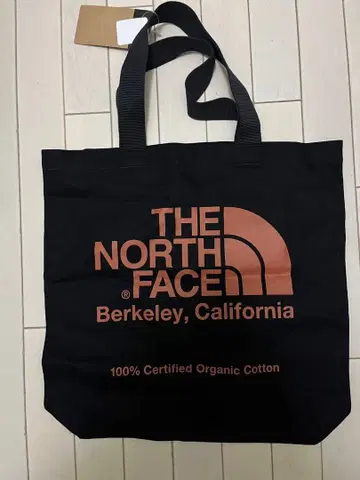 THE
NORTH
FACE
®
Berkeley, California
100% Certified Organic Cotton